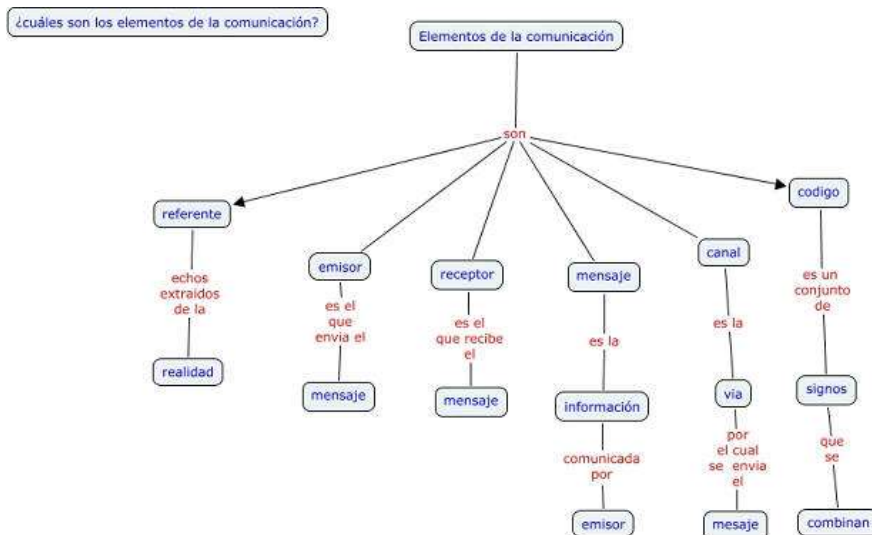 ¿cuáles son los elementos de la comunicación?
Elementos de la comunicación
son
referente
echos
extraidos
de la
realidad
emisor
es el
que
envia el
mensaje
receptor
es el
que recibe
el
mensaje
mensaje
es la
información
comunicada
por
emisor
canal
es la
via
por
el cual
se envia
el
mesaje
codigo
es un
conjunto
de
signos
que
se
combinan